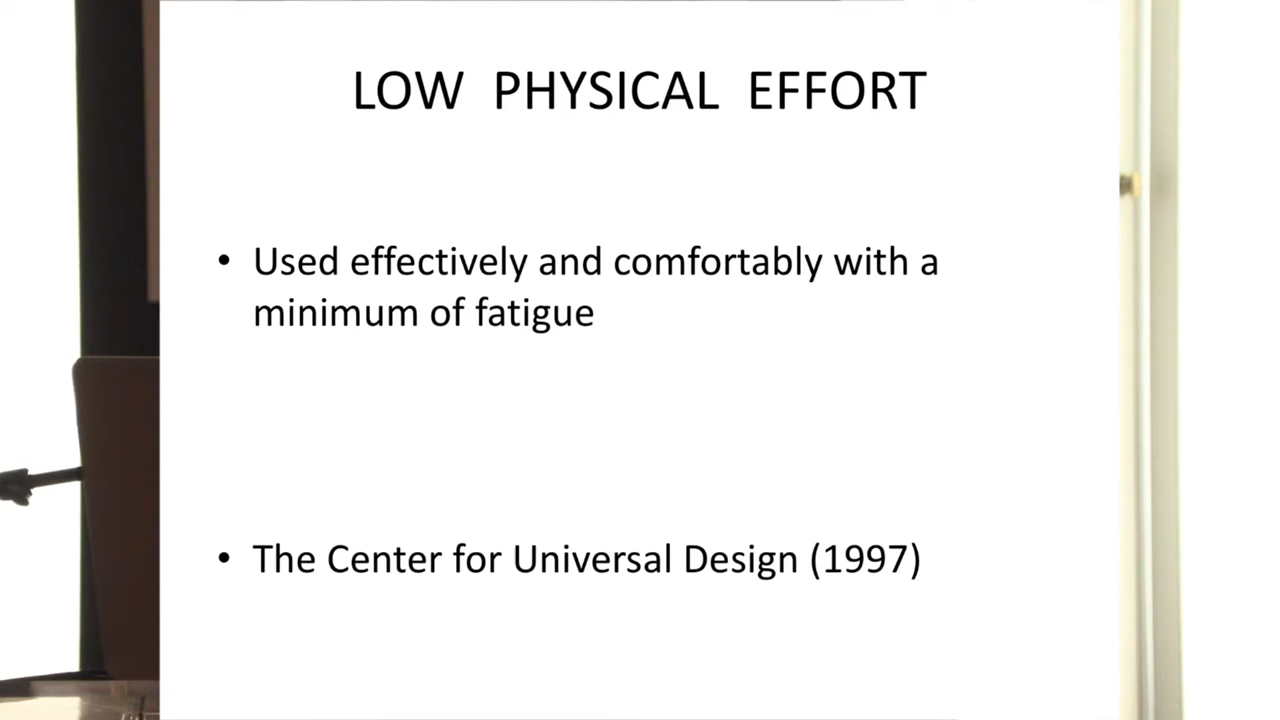 LOW PHYSICAL EFFORT
• Used effectively and comfortably with a
minimum of fatigue
• The Center for Universal Design (1997)